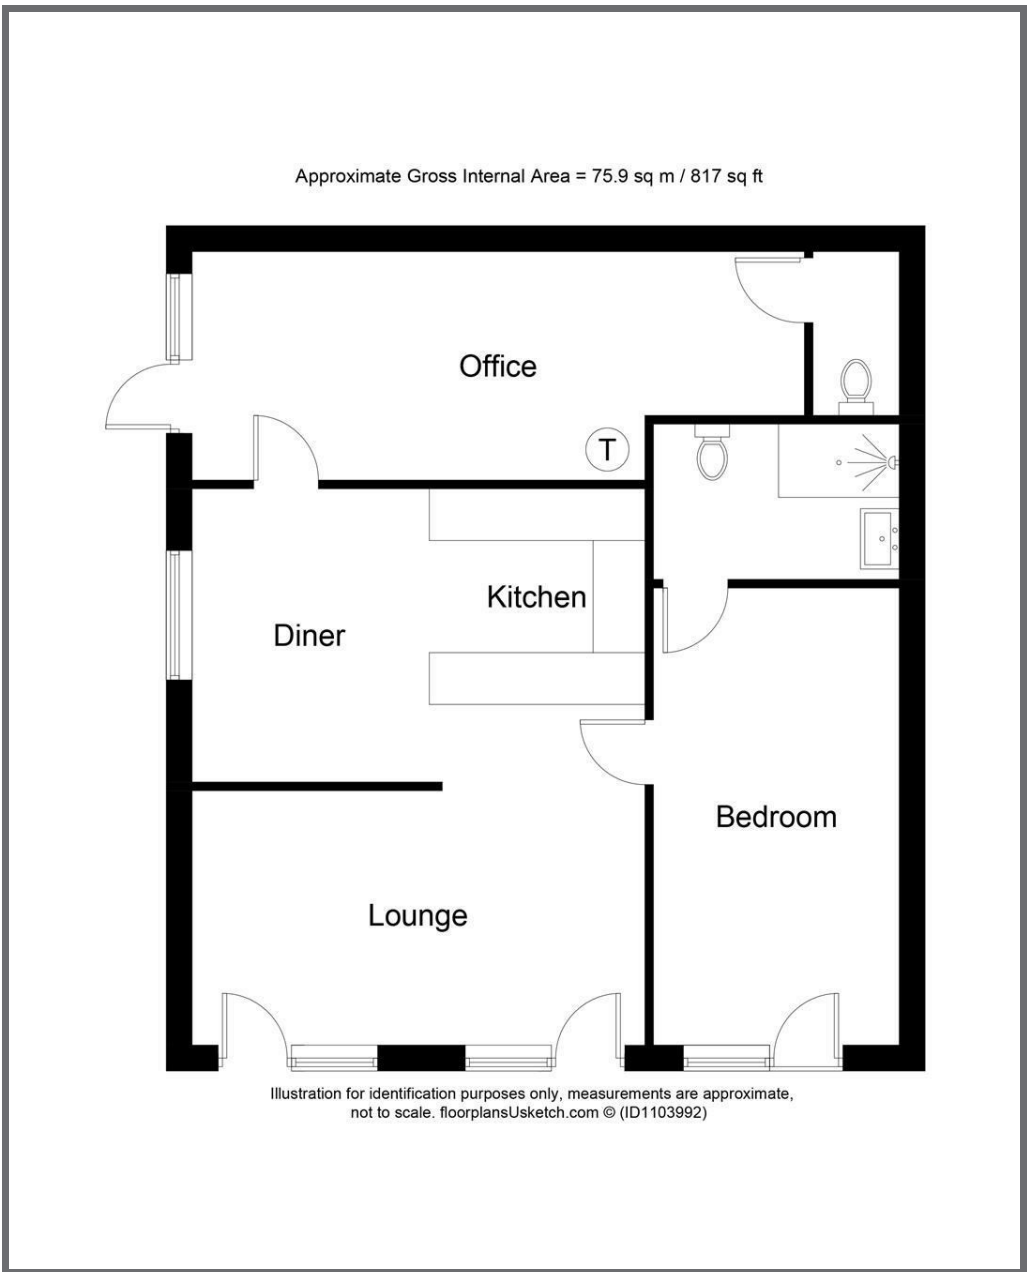 Approximate Gross Internal Area = 75.9 sq m / 817 sq ft
Office
T
Kitchen
Diner
Bedroom
Lounge
Illustration for identification purposes only, measurements are approximate,
not to scale. floorplansUsketch.com © (ID1103992)